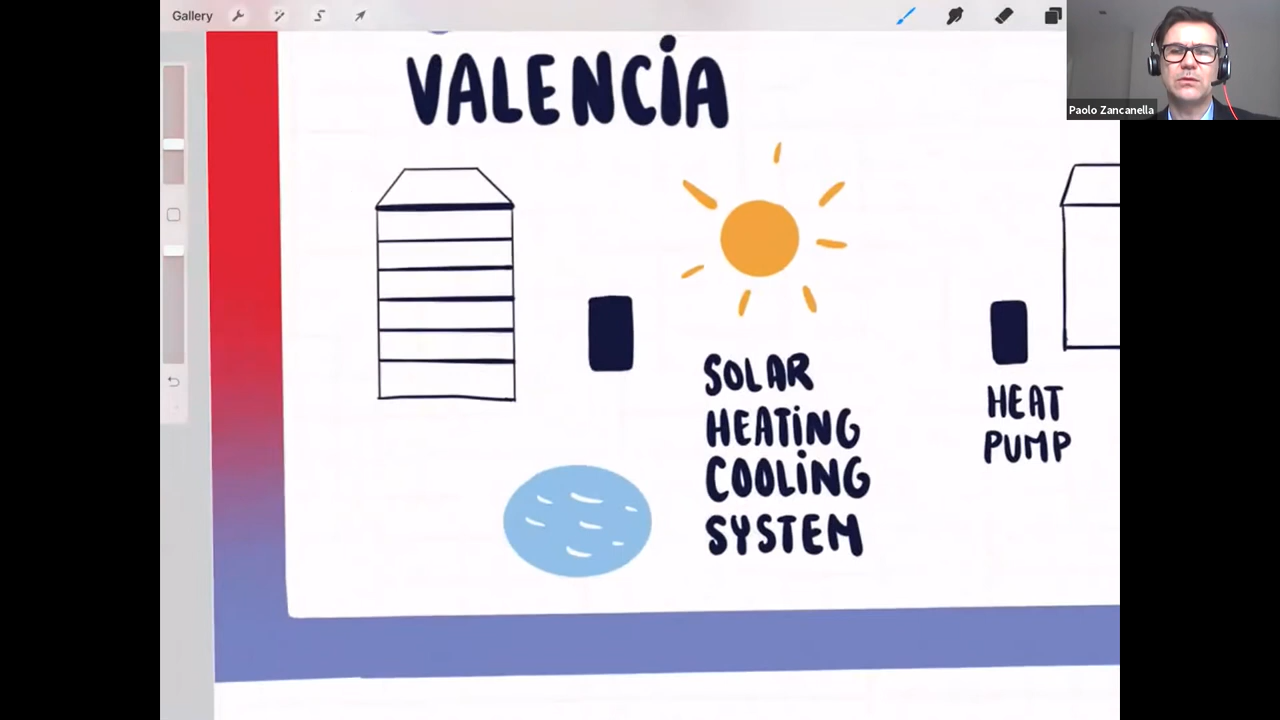 Gallery
Paolo Zancanella
VALENCIA
SOLAR
HEATING
COOLING
SYSTEM
HEAT
PUMP